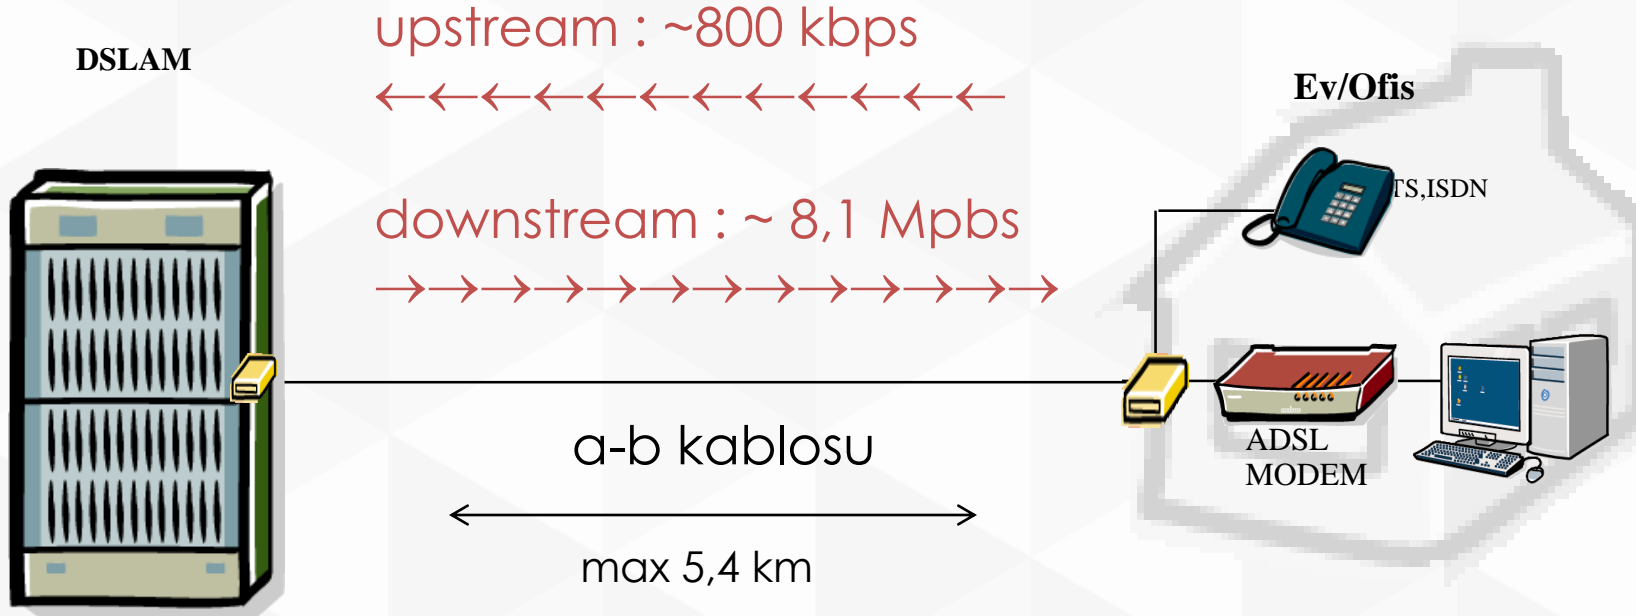 upstream : ~800 kbps
DSLAM
Ev/Ofis
TS,ISDN
downstream : ~ 8,1 Mpbs
a-b kablosu
ADSL
MODEM
max 5,4 km